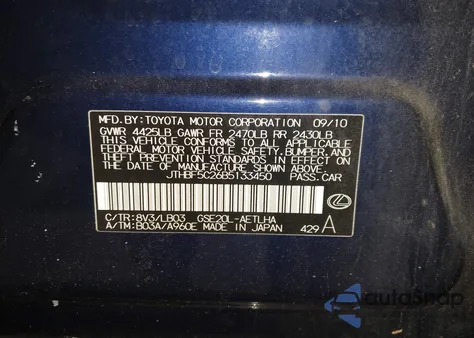 MFD. BY: TOYOTA MOTOR CORPORATION 09/10
GVWR 4425LB GAWR FR 2470LB RR 2430LB
THIS VEHICLE CONFORMS TO ALL APPLICABLE
FEDERAL MOTOR VEHICLE SAFETY, BUMPER,
AND THEFT PREVENTION STANDARDS IN EFFECT
ON THE DATE OF MANUFACTURE SHOWN ABOVE.
JTHBF5C26B5133450 PASS. CAR
C/TR: 8V3/LB03 GSE20L-AETLHA
A/TM: B03A/A960E MADE IN JAPAN 429 A
autoSnap